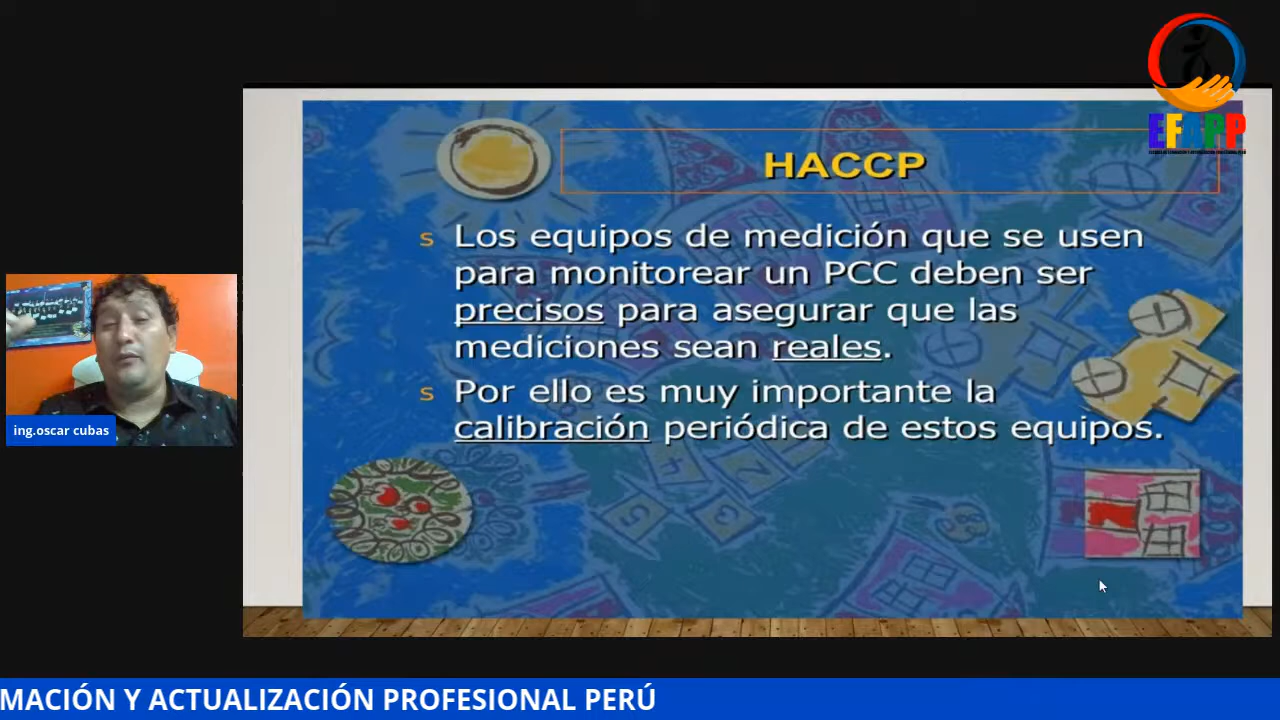 EFAPP
HACCP
s Los equipos de medición que se usen
para monitorear un PCC deben ser
precisos para asegurar que las
mediciones sean reales.
s Por ello es muy importante la
calibración periódica de estos equipos.
ing.oscar cubas
MACIÓN Y ACTUALIZACIÓN PROFESIONAL PERÚ